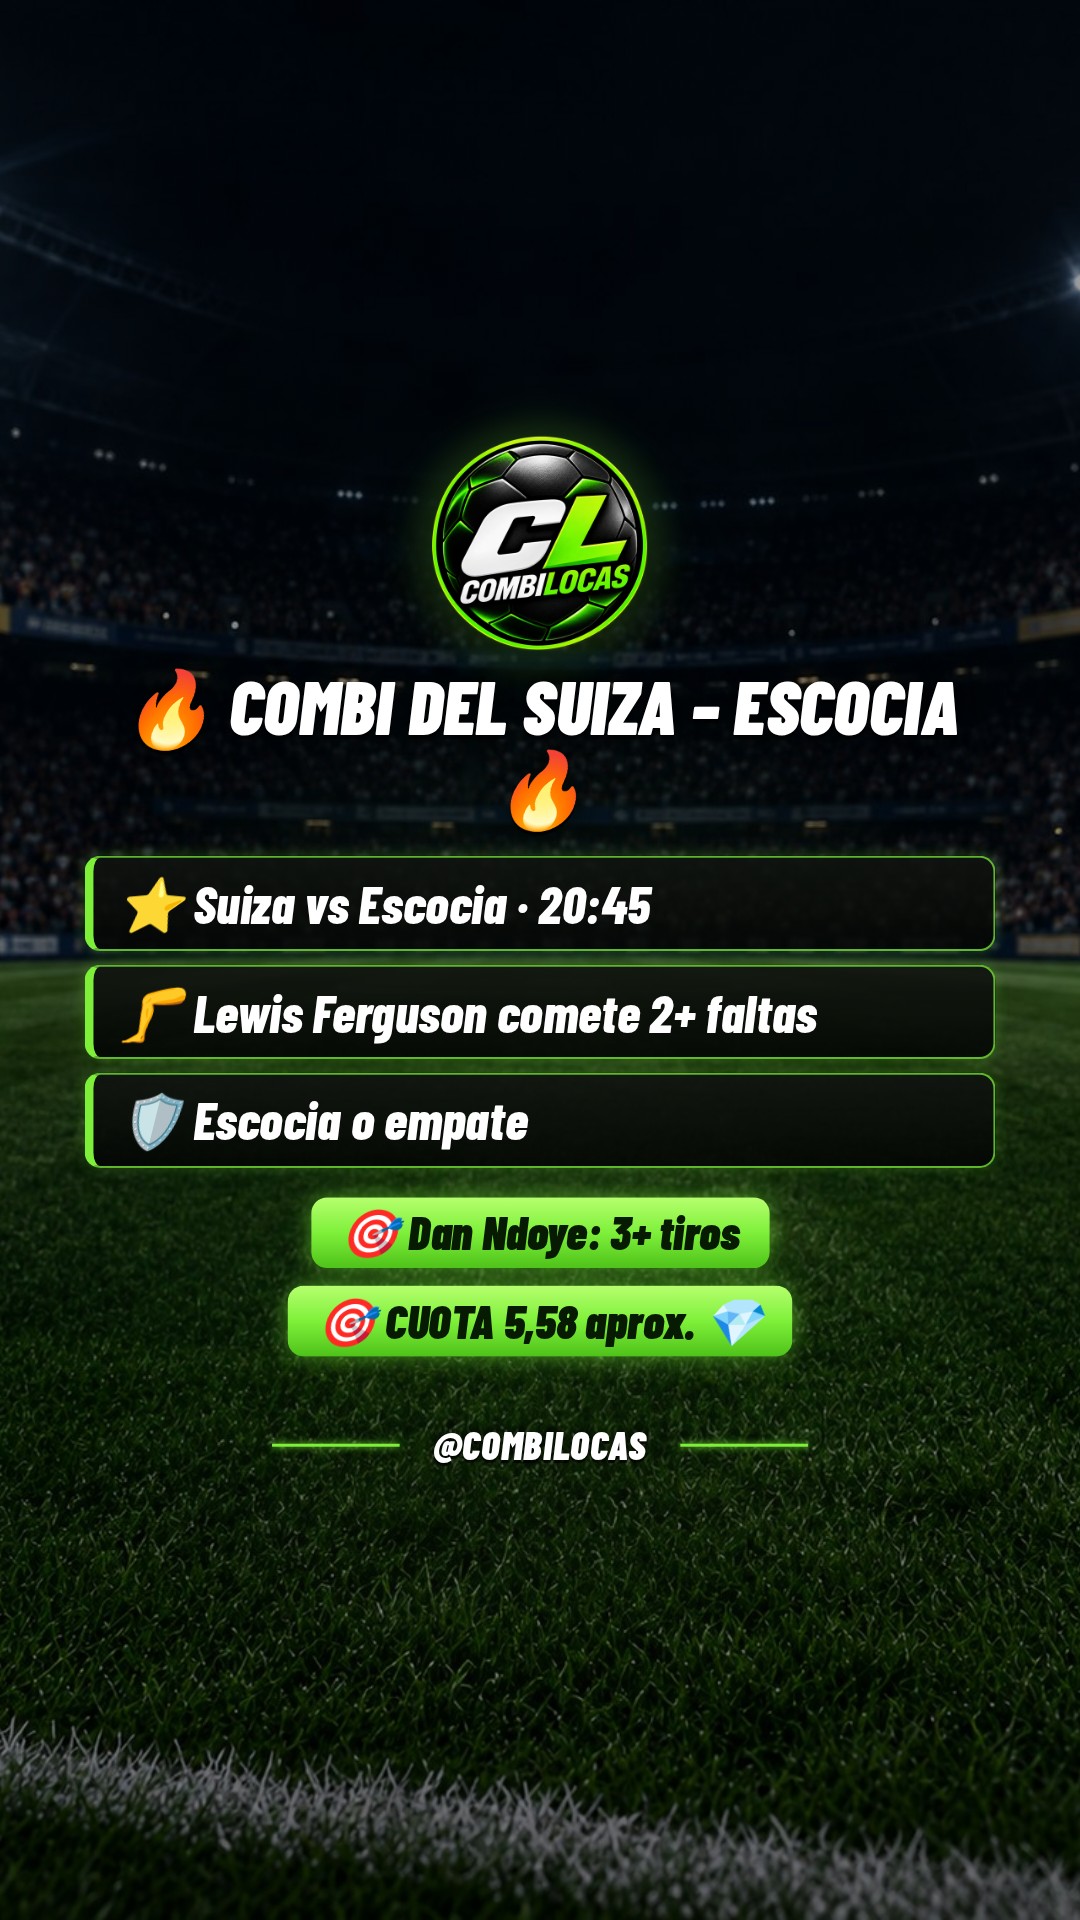 CL
COMBILOCAS
🔥 COMBI DEL SUIZA – ESCOCIA
🔥
⭐ Suiza vs Escocia · 20:45
🦵 Lewis Ferguson comete 2+ faltas
🛡️ Escocia o empate
🎯 Dan Ndoye: 3+ tiros
🎯 CUOTA 5,58 aprox. 💎
@COMBILOCAS